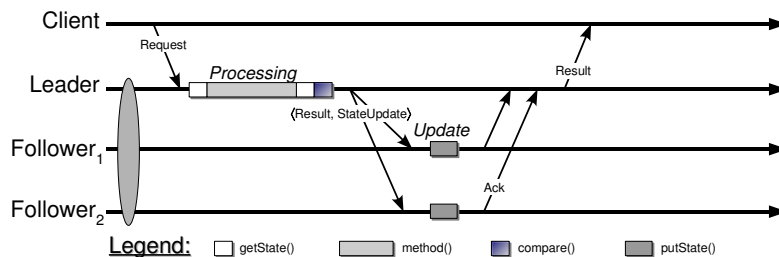 Client
Request
Processing
Leader
Result
⟨Result, StateUpdate⟩
Update
Follower1
Ack
Follower2
Legend: getState() method() compare() putState()